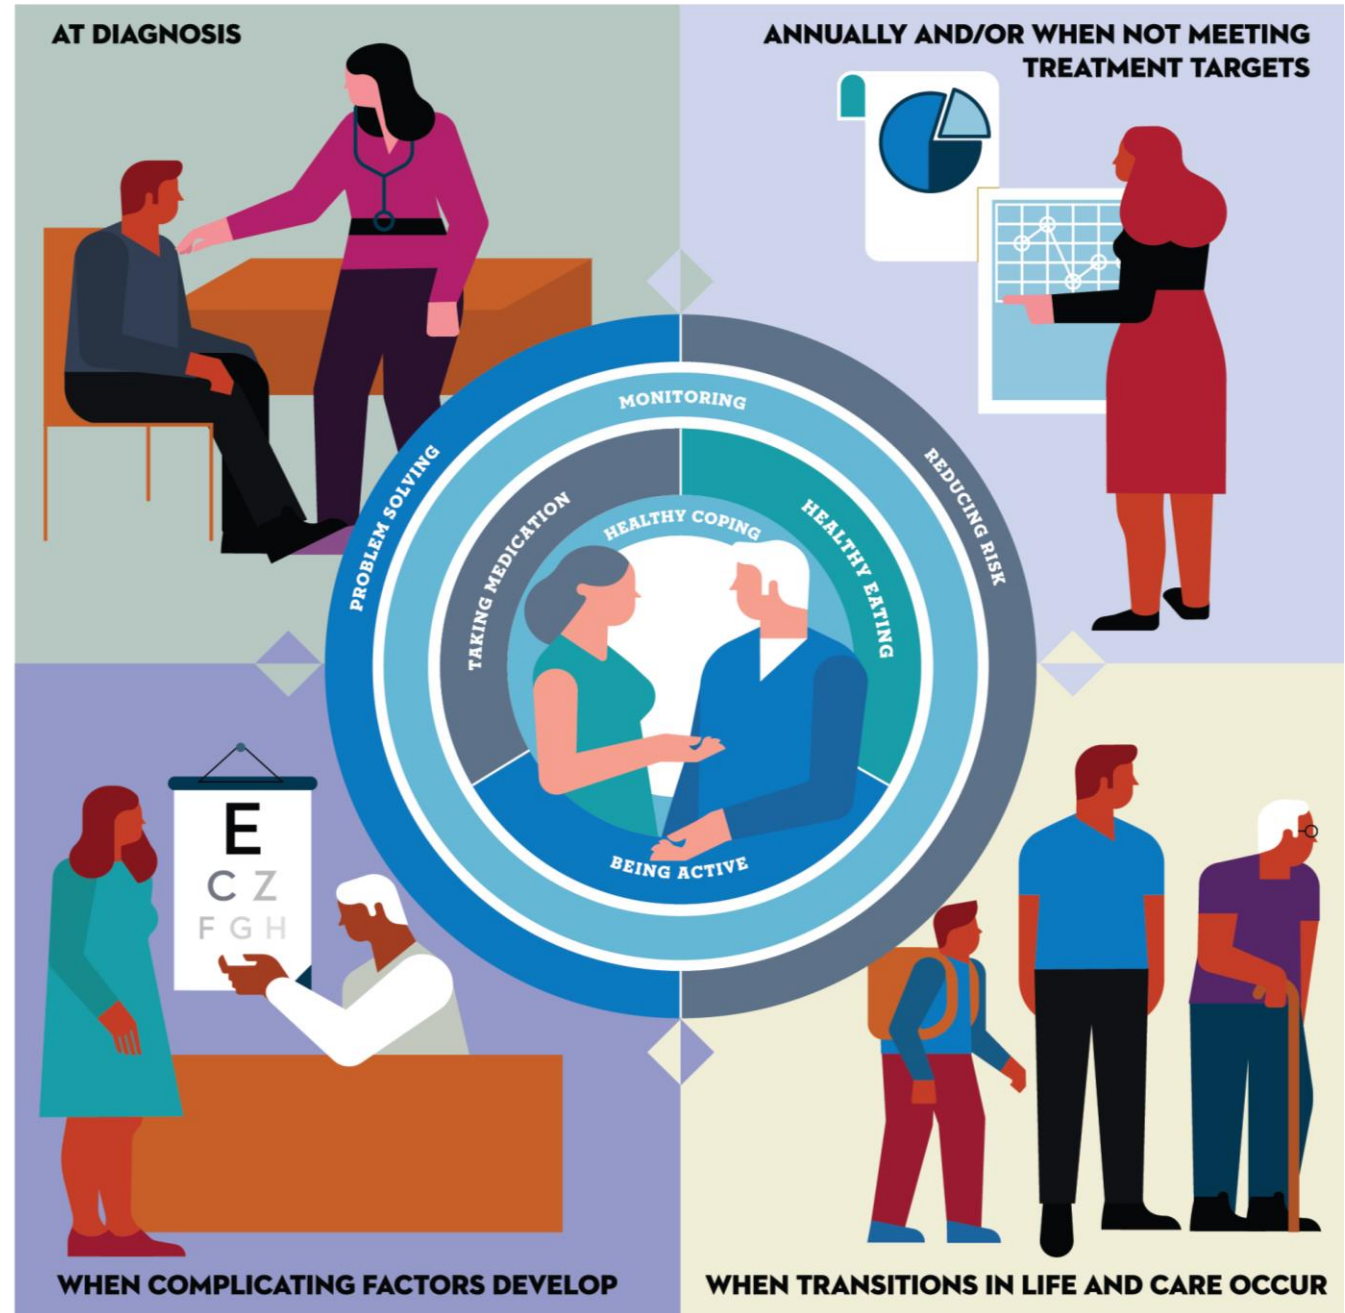 AT DIAGNOSIS
ANNUALLY AND/OR WHEN NOT MEETING
TREATMENT TARGETS
PROBLEM SOLVING
MONITORING
REDUCING RISK
TAKING MEDICATION
HEALTHY COPING
HEALTHY EATING
BEING ACTIVE
E
C Z
F G H
WHEN COMPLICATING FACTORS DEVELOP
WHEN TRANSITIONS IN LIFE AND CARE OCCUR